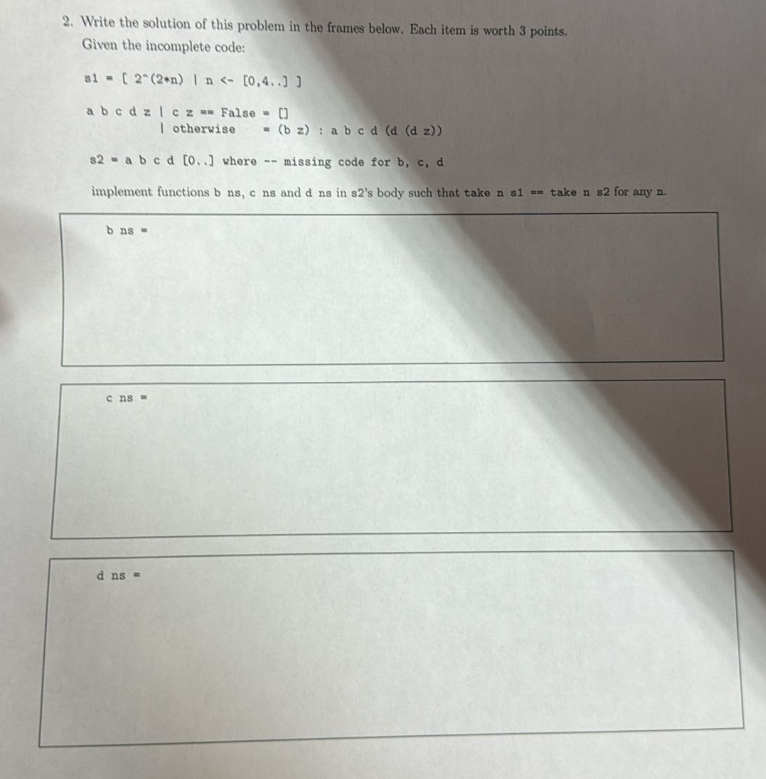 2. Write the solution of this problem in the frames below. Each item is worth 3 points.
Given the incomplete code:
s1 = [ 2^(2*n) | n <- [0,4..] ]
a b c d z | c z == False = []
| otherwise = (b z) : a b c d (d (d z))
s2 = a b c d [0..] where -- missing code for b, c, d
implement functions b ns, c ns and d ns in s2's body such that take n s1 == take n s2 for any n.
b ns =
c ns =
d ns =